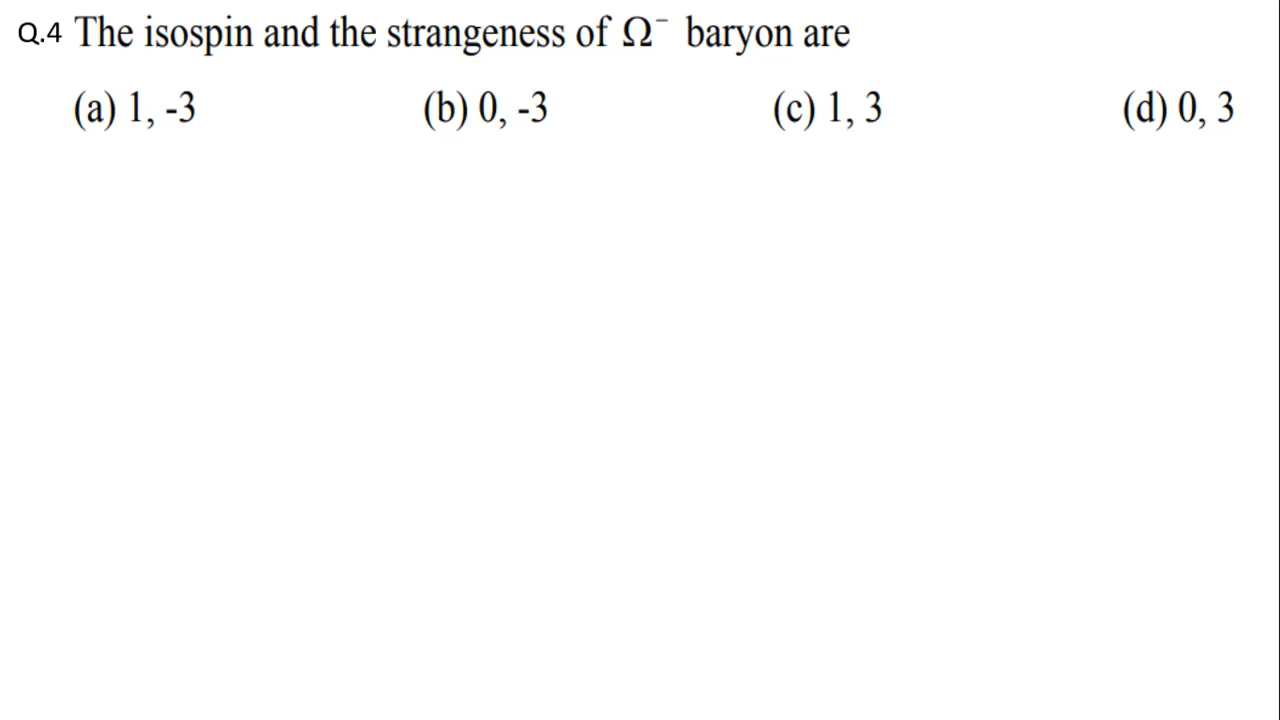 Q.4 The isospin and the strangeness of Ω⁻ baryon are
(a) 1, -3 (b) 0, -3 (c) 1, 3 (d) 0, 3